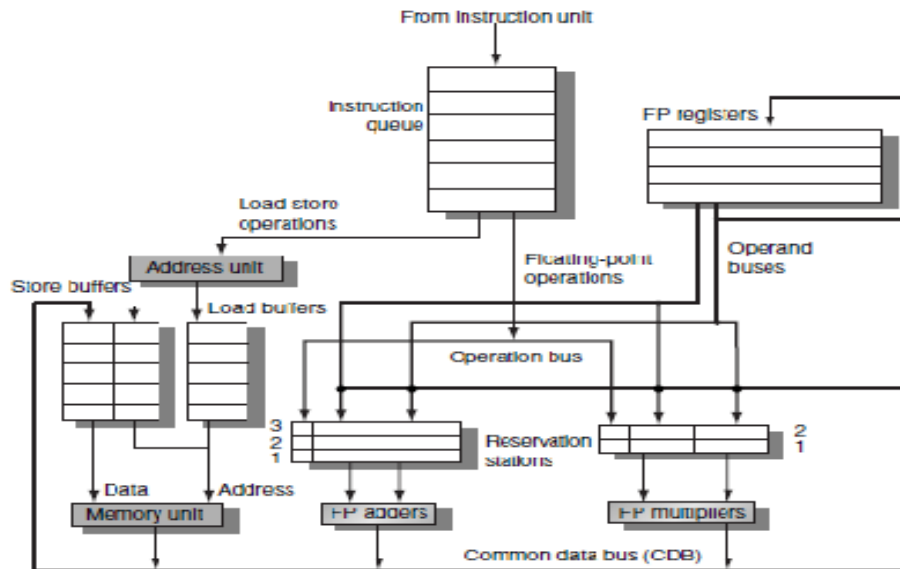 From instruction unit
Instruction
queue
FP registers
Load store
operations
Address unit
Floating-point
operations
Operand
buses
Store buffers
Load buffers
Operation bus
3
2
1
Reservation
stations
2
1
Data
Address
Memory unit
FP adders
FP multipliers
Common data bus (CDB)